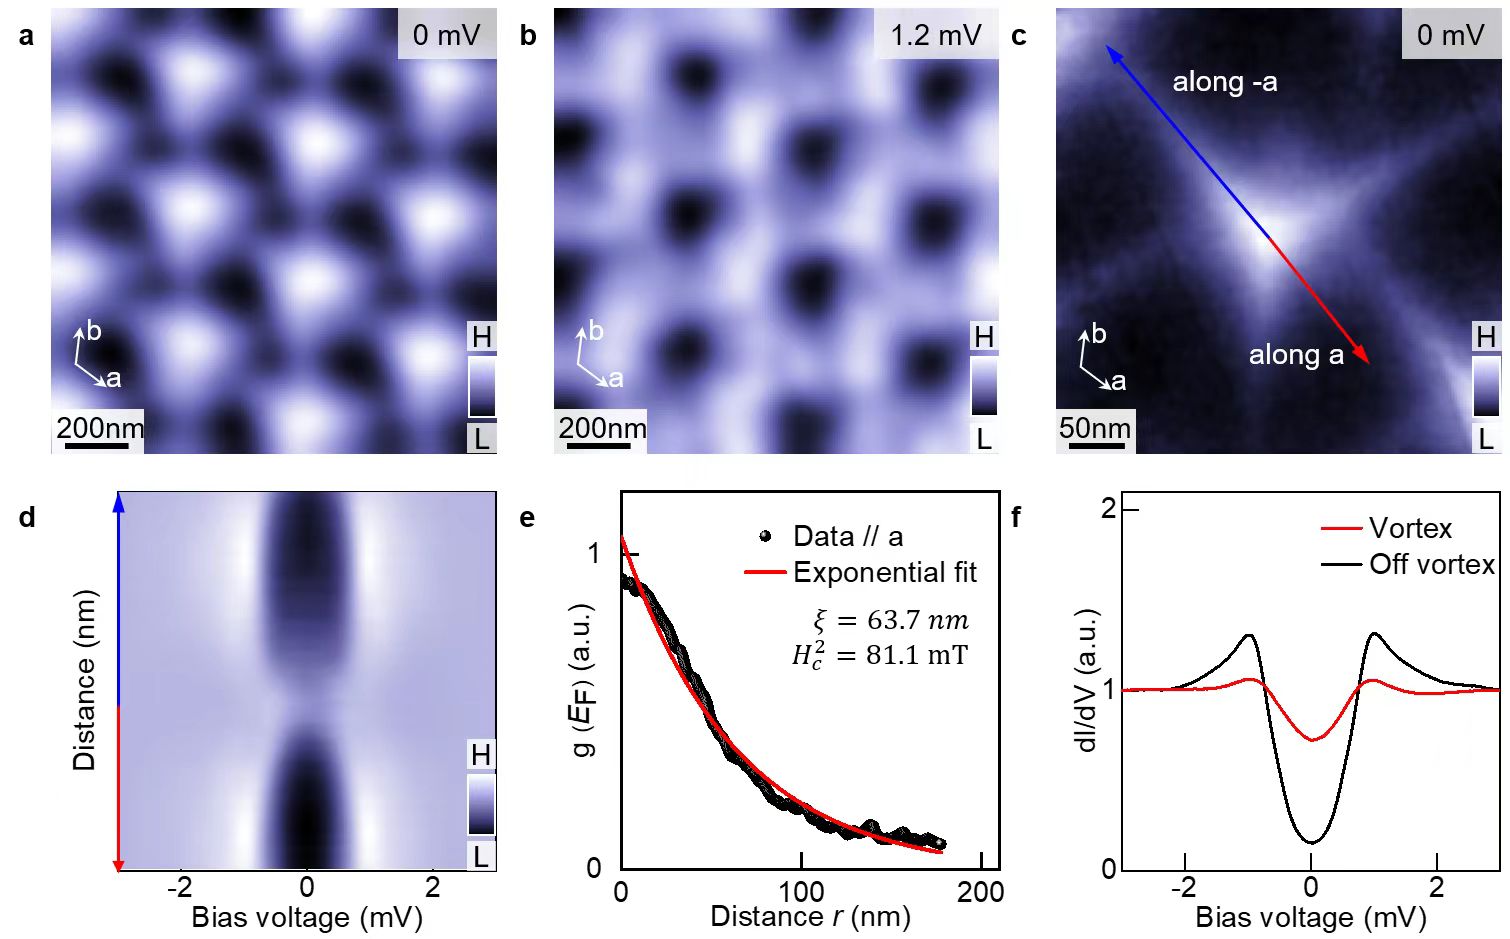 a
0 mV
b
a
H
L
200nm
b
1.2 mV
b
a
H
L
200nm
c
0 mV
along -a
along a
b
a
H
L
50nm
d
Distance (nm)
H
L
-2 0 2
Bias voltage (mV)
e
g (E_F) (a.u.)
1
0
Data // a
Exponential fit
ξ = 63.7 nm
H_c^2 = 81.1 mT
0 100 200
Distance r (nm)
f
dI/dV (a.u.)
2
1
0
Vortex
Off vortex
-2 0 2
Bias voltage (mV)